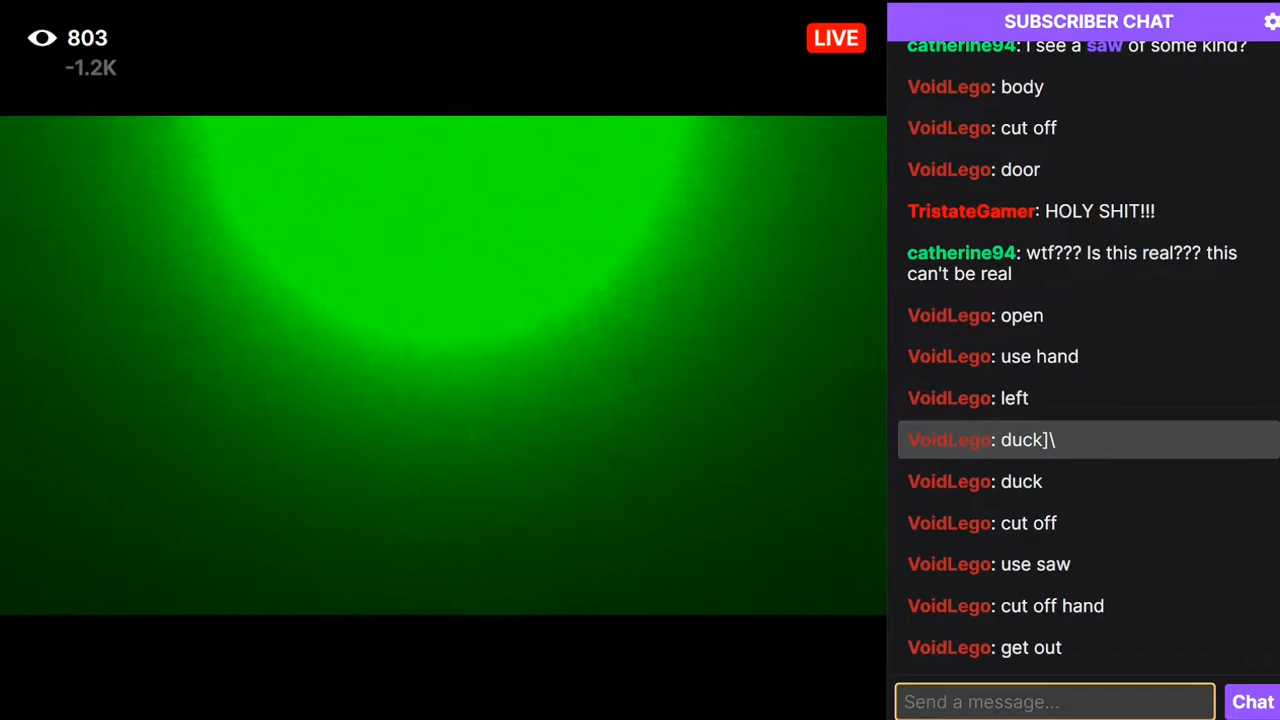 803
-1.2K
LIVE
SUBSCRIBER CHAT
catherine94: I see a saw of some kind?
VoidLego: body
VoidLego: cut off
VoidLego: door
TristateGamer: HOLY SHIT!!!
catherine94: wtf??? Is this real??? this
can't be real
VoidLego: open
VoidLego: use hand
VoidLego: left
VoidLego: duck]\
VoidLego: duck
VoidLego: cut off
VoidLego: use saw
VoidLego: cut off hand
VoidLego: get out
Send a message...
Chat